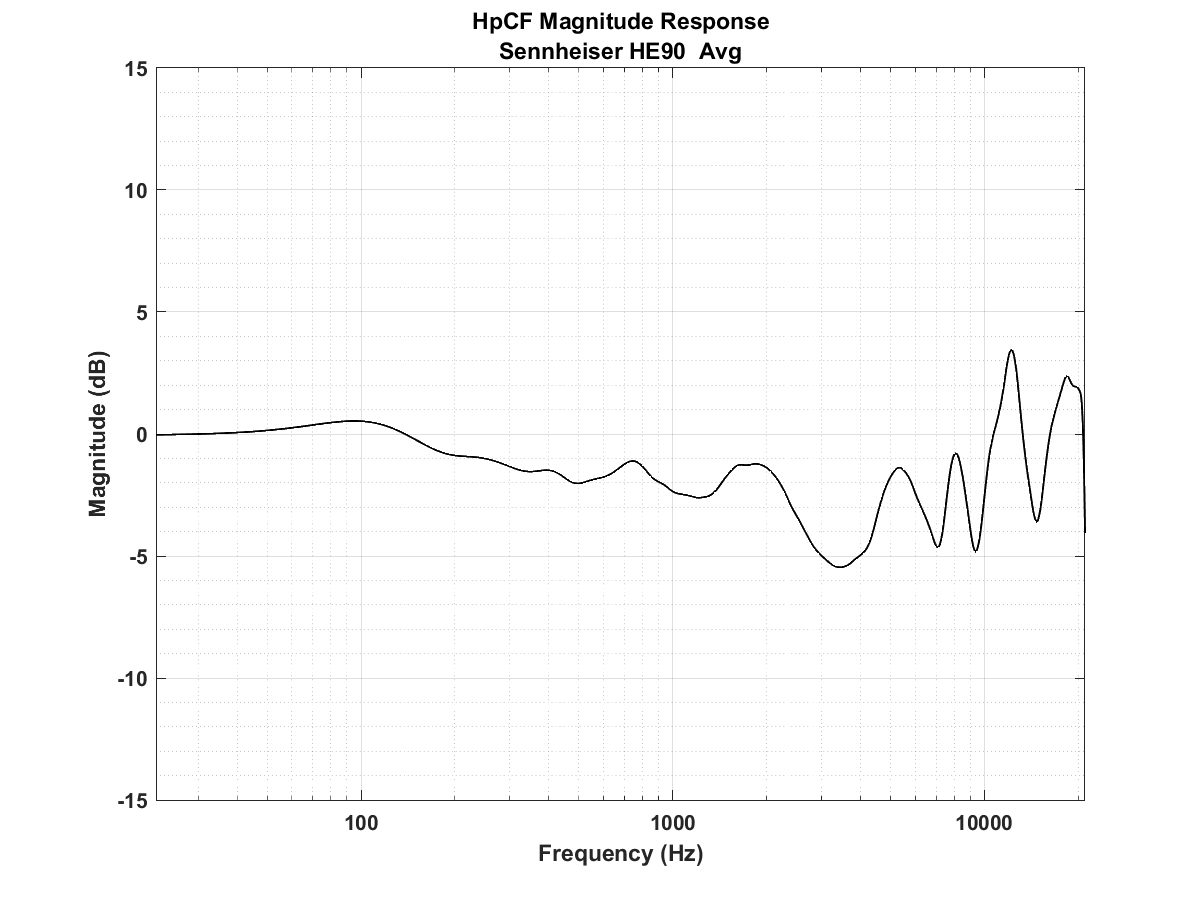 HpCF Magnitude Response
Sennheiser HE90  Avg
15
10
5
0
-5
-10
-15
Magnitude (dB)
100
1000
10000
Frequency (Hz)